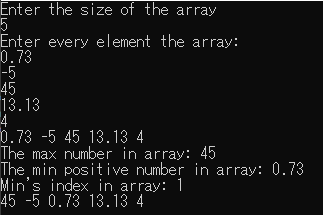 Enter the size of the array
5
Enter every element the array:
0.73
-5
45
13.13
4
0.73 -5 45 13.13 4
The max number in array: 45
The min positive number in array: 0.73
Min's index in array: 1
45 -5 0.73 13.13 4